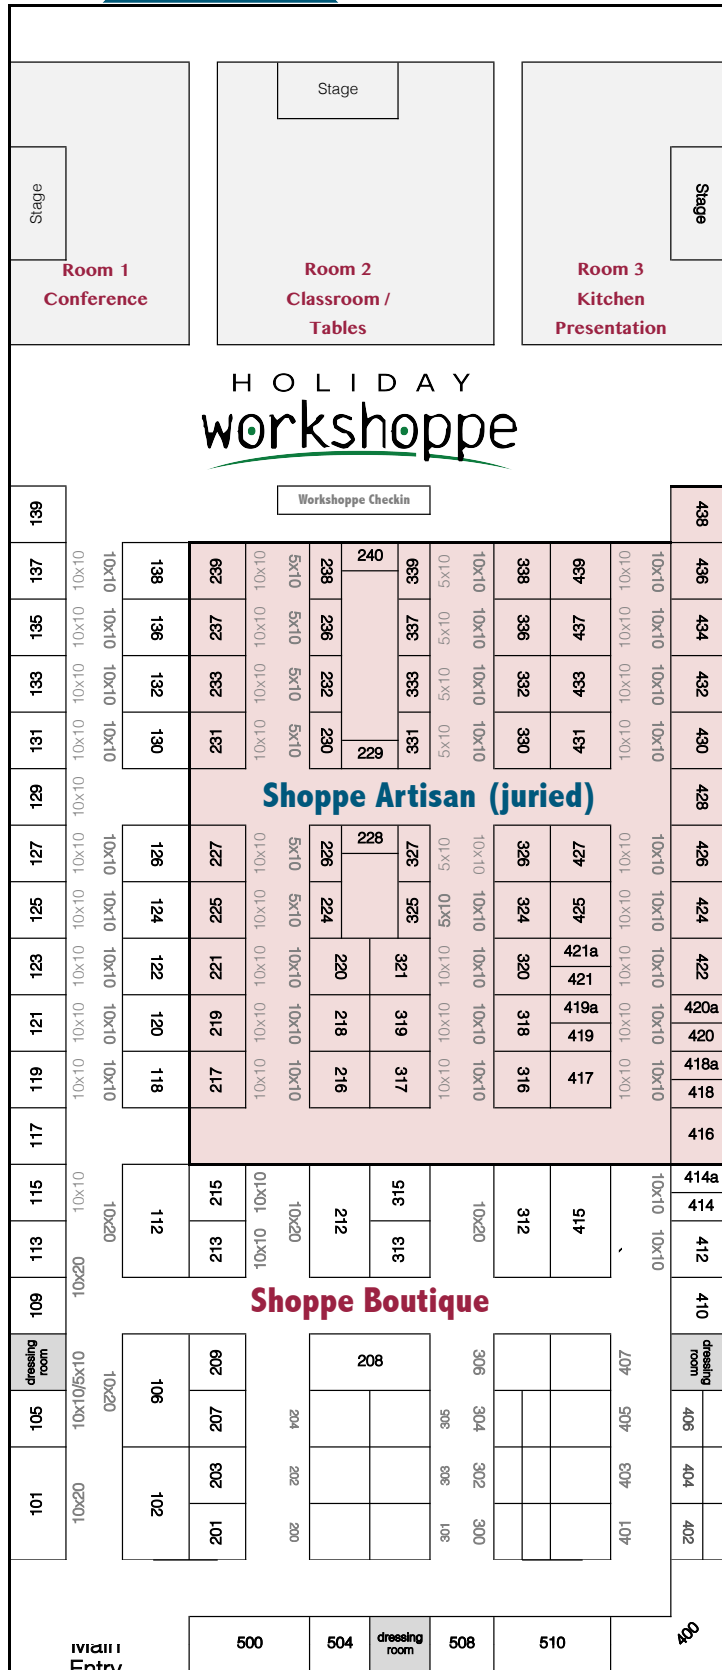 Stage
Stage
Stage
Room 1
Conference
Room 2
Classroom /
Tables
Room 3
Kitchen
Presentation
HOLIDAY
workshoppe
Workshoppe Checkin
139 438
137 10x10 10x10 138 239 10x10 5x10 238 240 339 5x10 10x10 338 439 10x10 10x10 436
135 10x10 10x10 136 237 10x10 5x10 236 337 5x10 10x10 336 437 10x10 10x10 434
133 10x10 10x10 132 233 10x10 5x10 232 333 5x10 10x10 332 433 10x10 10x10 432
131 10x10 10x10 130 231 10x10 5x10 230 229 331 5x10 10x10 330 431 10x10 10x10 430
129 10x10 Shoppe Artisan (juried) 428
127 10x10 10x10 126 227 10x10 5x10 226 228 327 5x10 10x10 326 427 10x10 10x10 426
125 10x10 10x10 124 225 10x10 5x10 224 325 5x10 10x10 324 425 10x10 10x10 424
123 10x10 10x10 122 221 10x10 10x10 220 321 10x10 10x10 320 421a 421 10x10 10x10 422
121 10x10 10x10 120 219 10x10 10x10 218 319 10x10 10x10 318 419a 419 10x10 10x10 420a 420
119 10x10 10x10 118 217 10x10 10x10 216 317 10x10 10x10 316 417 10x10 10x10 418a 418
117 416
115 10x10 10x20 112 215 10x10 10x20 212 315 10x20 312 415 10x10 414a 414
113 10x20 213 10x10 313 10x10 412
109 Shoppe Boutique 410
dressing
room
10x10/5x10 10x20 106 209 208 306 407
dressing
room
105 207 204 305 304 405 406
101 10x20 102 203 202 303 302 403 404
201 200 301 300 401 402
Main
Entry
500 504
dressing
room
508 510 400